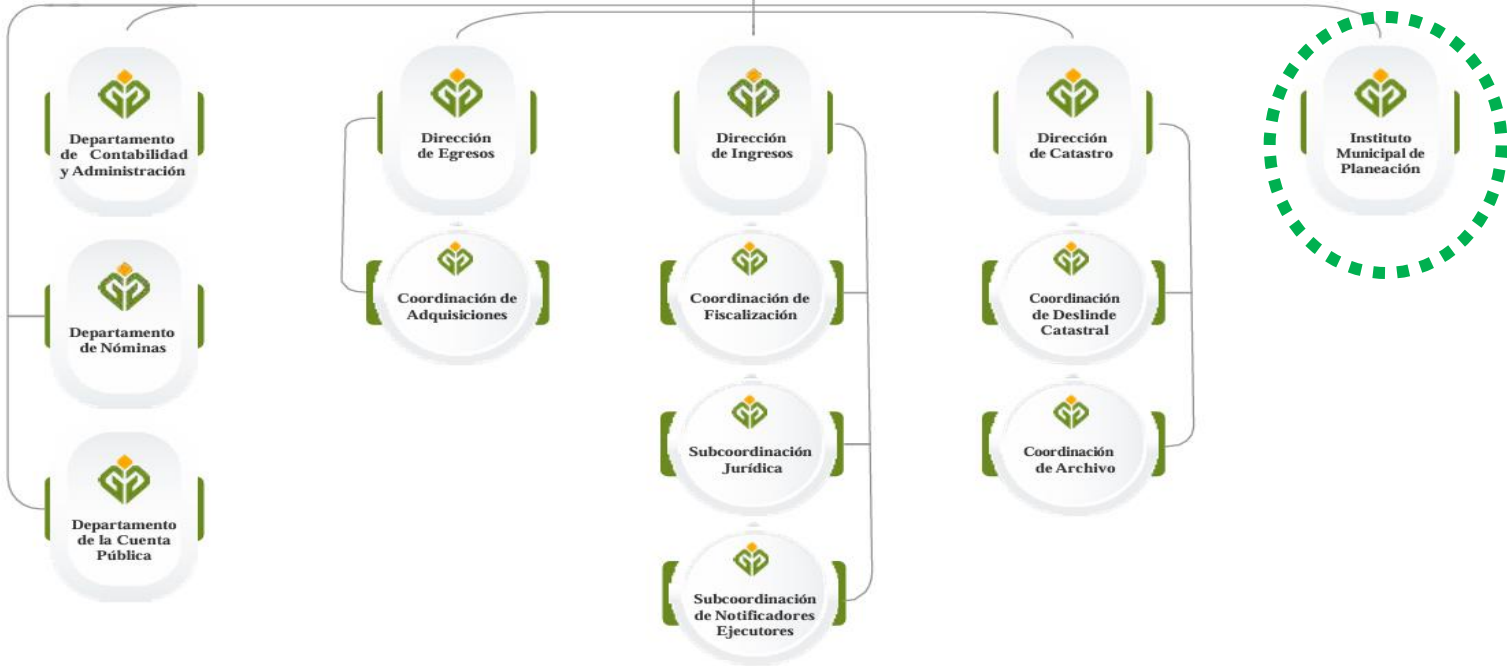 Departamento
de Contabilidad
y Administración
Dirección
de Egresos
Dirección
de Ingresos
Dirección
de Catastro
Instituto
Municipal de
Planeación
Departamento
de Nóminas
Coordinación de
Adquisiciones
Coordinación de
Fiscalización
Coordinación
de Deslinde
Catastral
Departamento
de la Cuenta
Pública
Subcoordinación
Jurídica
Coordinación
de Archivo
Subcoordinación
de Notificadores
Ejecutores